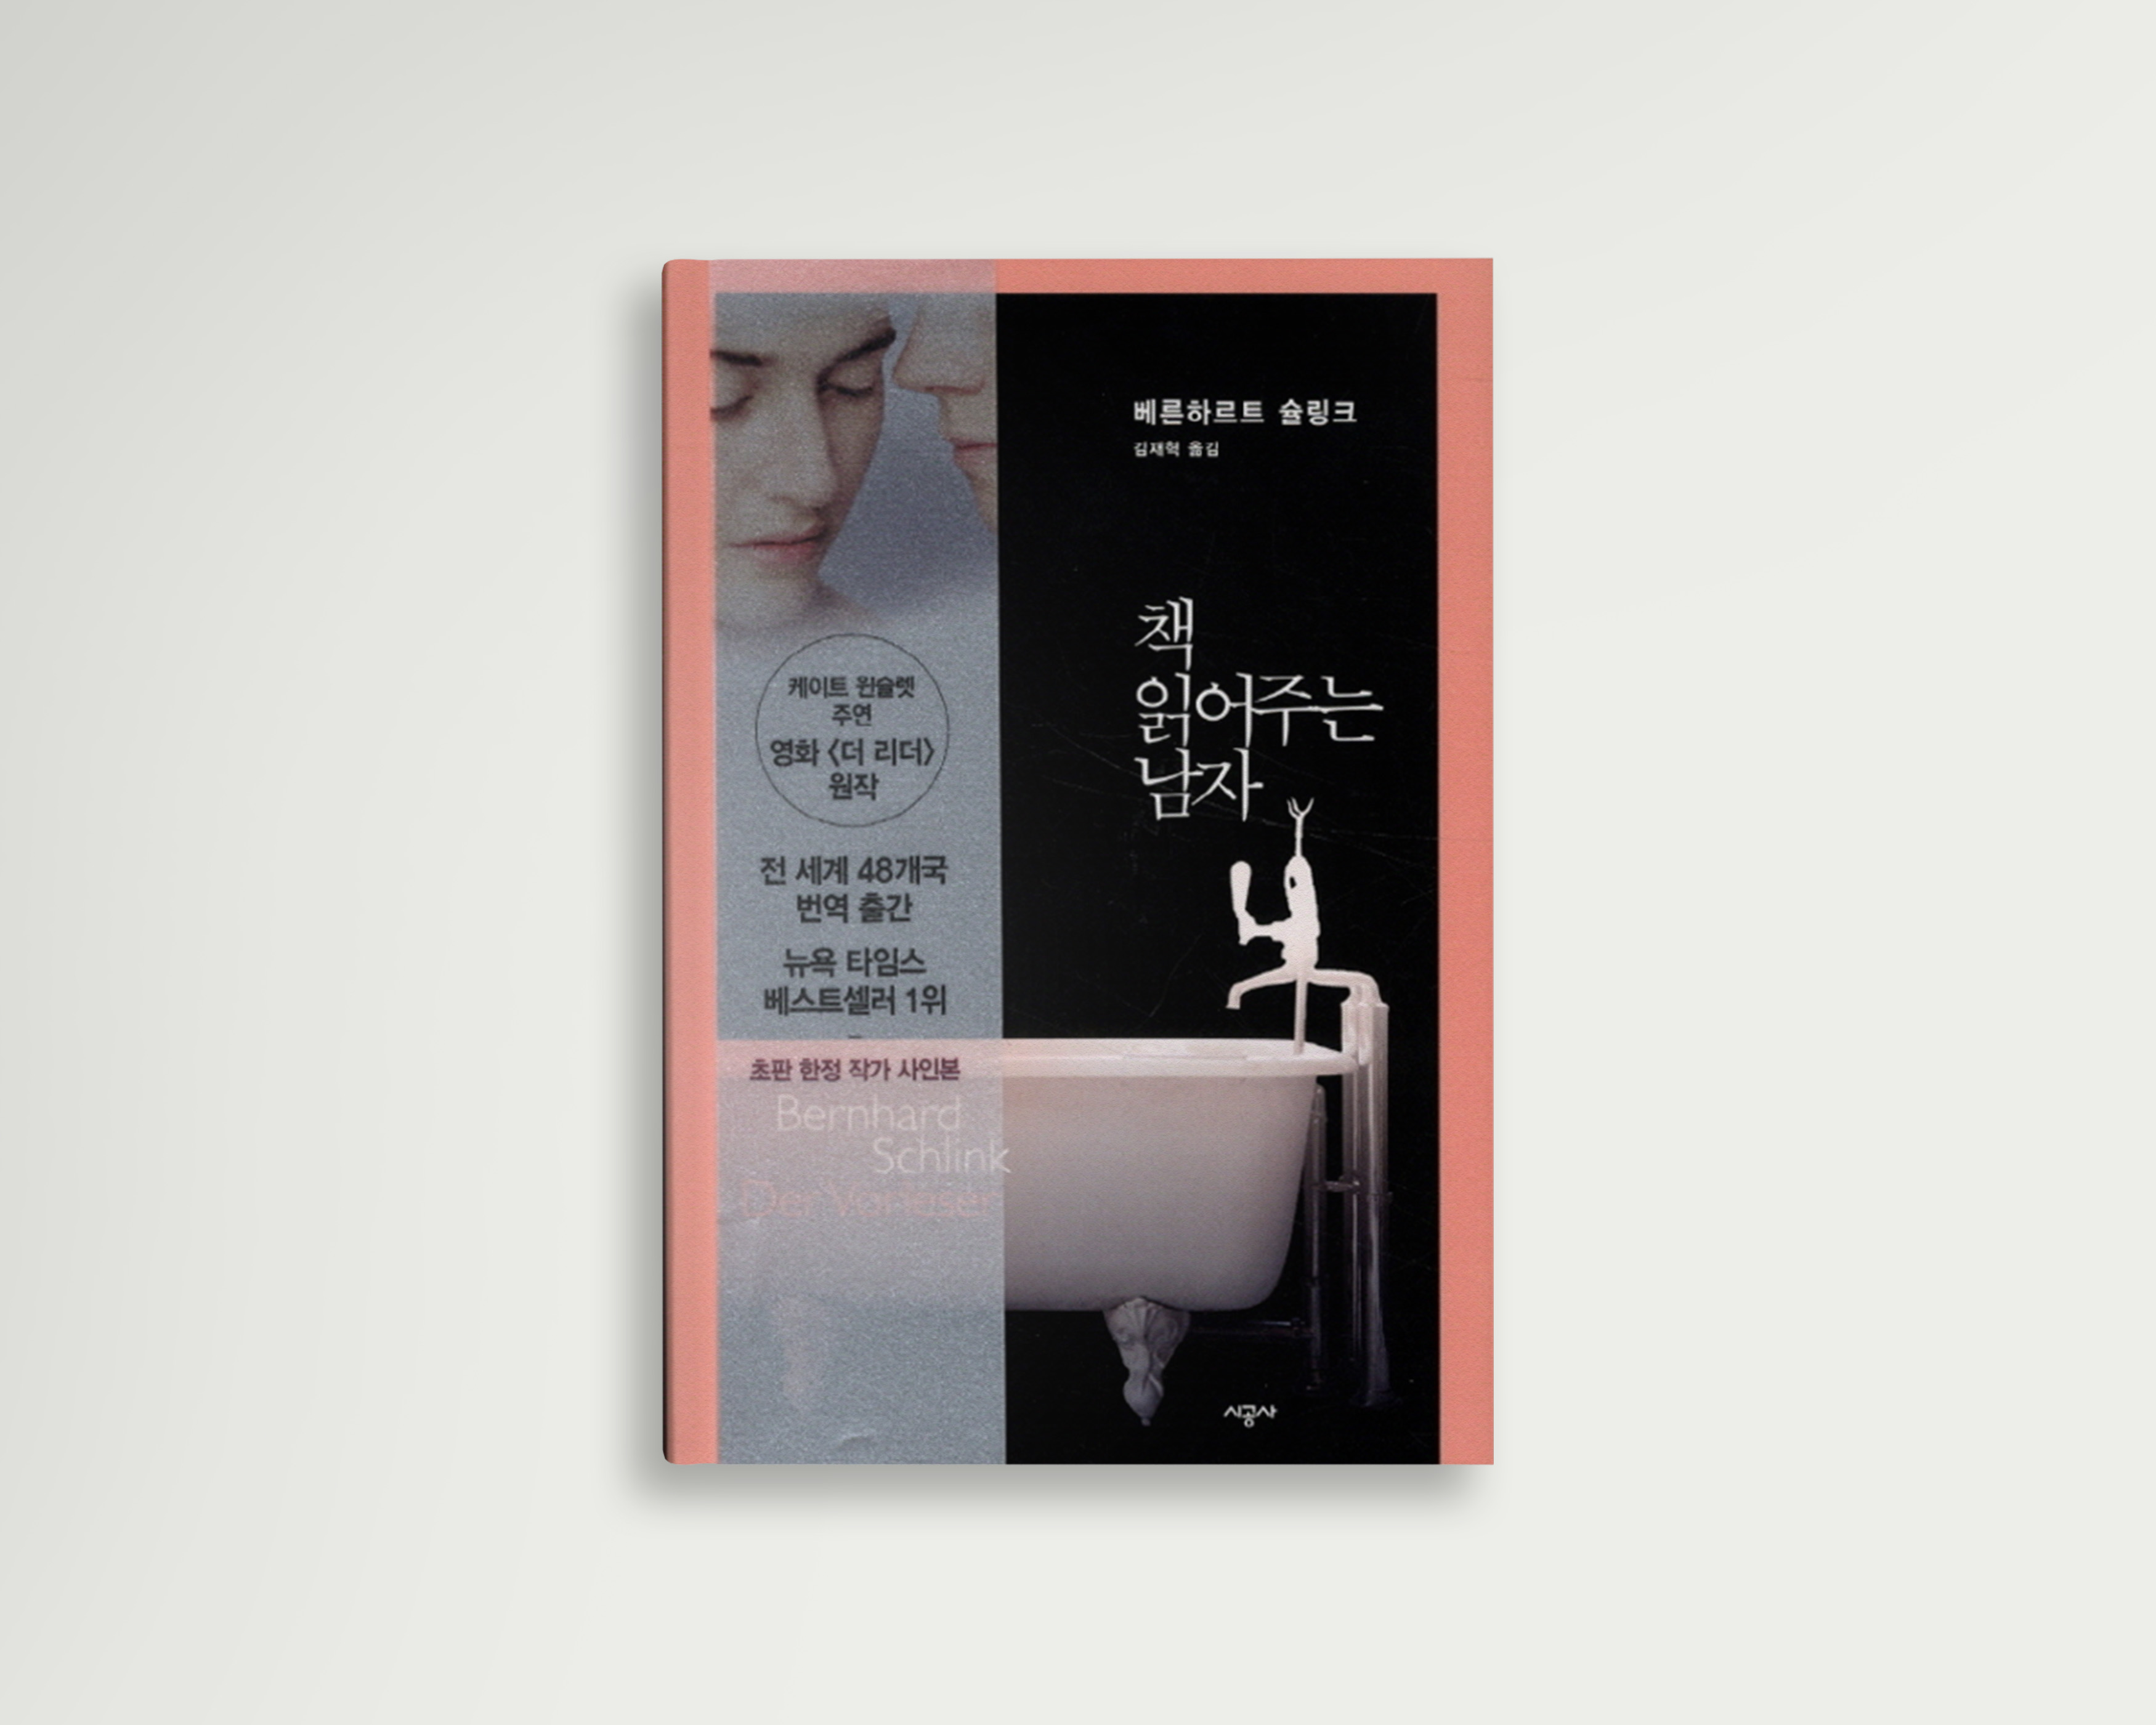 베른하르트 슐링크
김재혁 옮김
책
읽어주는
남자
케이트 윈슬렛
주연
영화 〈더 리더〉
원작
전 세계 48개국
번역 출간
뉴욕 타임스
베스트셀러 1위
초판 한정 작가 사인본
Bernhard
Schlink
Der Vorleser
시공사